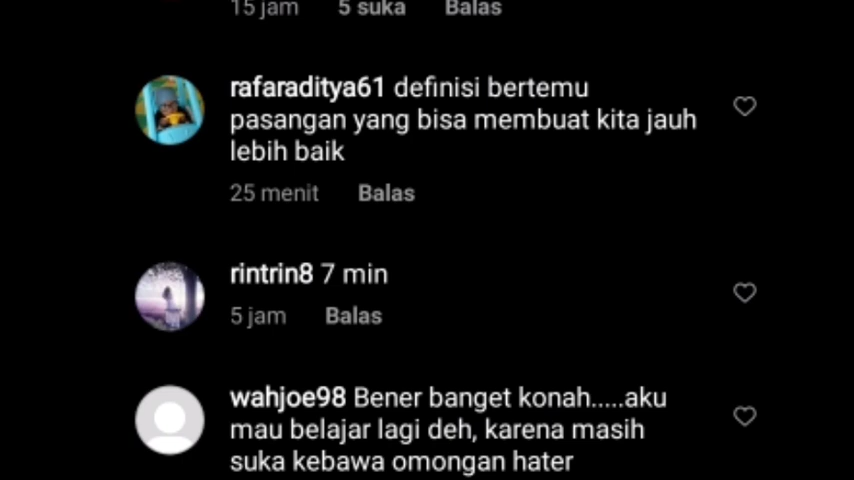 15 jam 5 suka Balas
rafaraditya61 definisi bertemu
pasangan yang bisa membuat kita jauh
lebih baik
25 menit Balas
rintrin8 7 min
5 jam Balas
wahjoe98 Bener banget konah.....aku
mau belajar lagi deh, karena masih
suka kebawa omongan hater